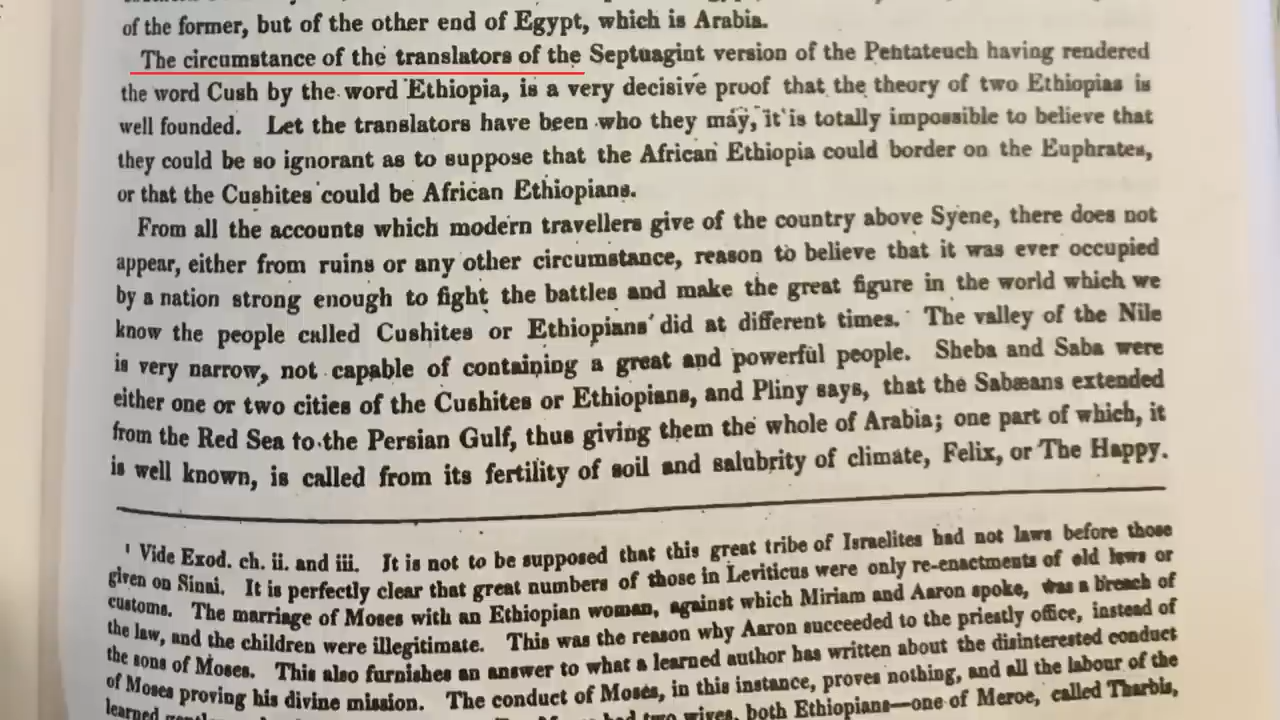 of the former, but of the other end of Egypt, which is Arabia.
The circumstance of the translators of the Septuagint version of the Pentateuch having rendered
the word Cush by the word Ethiopia, is a very decisive proof that the theory of two Ethiopias is
well founded. Let the translators have been who they may, it is totally impossible to believe that
they could be so ignorant as to suppose that the African Ethiopia could border on the Euphrates,
or that the Cushites could be African Ethiopians.
From all the accounts which modern travellers give of the country above Syene, there does not
appear, either from ruins or any other circumstance, reason to believe that it was ever occupied
by a nation strong enough to fight the battles and make the great figure in the world which we
know the people called Cushites or Ethiopians did at different times. The valley of the Nile
is very narrow, not capable of containing a great and powerful people. Sheba and Saba were
either one or two cities of the Cushites or Ethiopians, and Pliny says, that the Sabæans extended
from the Red Sea to the Persian Gulf, thus giving them the whole of Arabia; one part of which, it
is well known, is called from its fertility of soil and salubrity of climate, Felix, or The Happy.
¹ Vide Exod. ch. ii. and iii. It is not to be supposed that this great tribe of Israelites had not laws before those
given on Sinai. It is perfectly clear that great numbers of those in Leviticus were only re-enactments of old laws or
customs. The marriage of Moses with an Ethiopian woman, against which Miriam and Aaron spoke, was a breach of
the law, and the children were illegitimate. This was the reason why Aaron succeeded to the priestly office, instead of
the sons of Moses. This also furnishes an answer to what a learned author has written about the disinterested conduct
of Moses proving his divine mission. The conduct of Moses, in this instance, proves nothing, and all the labour of the
learned had two wives, both Ethiopians—one of Meroe, called Tharbis,